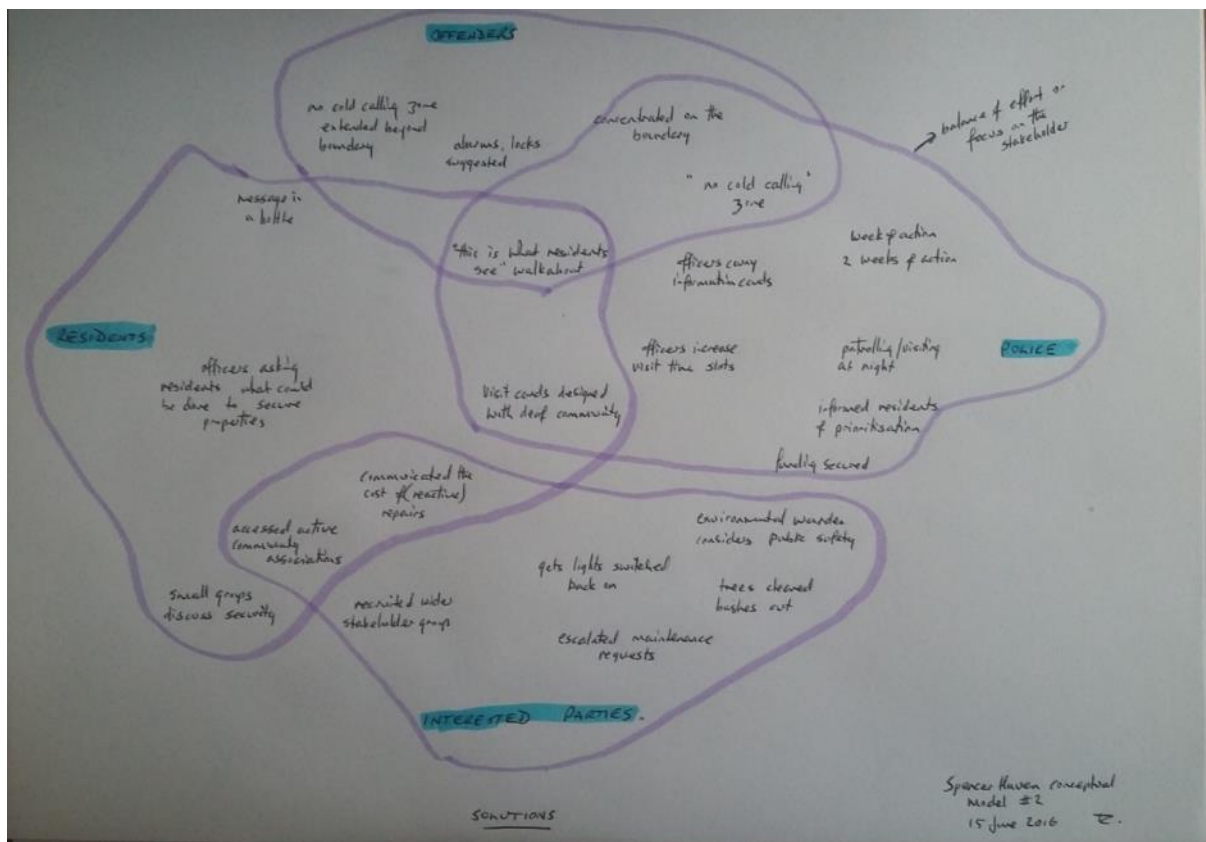 OFFENDERS
no cold calling zone
extended beyond
boundary
alarms, locks
suggested
concentrated on the
boundary
"no cold calling"
zone
balance of effort or
focus on the
stakeholder
message in
a bottle
"this is what residents
see" walkabout
officers carry
information cards
week of action
2 weeks of action
RESIDENTS
officers asking
residents what could
be done to secure
properties
officers increase
visit time slots
patrolling/visiting
at night
POLICE
Visit cards designed
with deaf community
informed residents
of prioritisation
funding secured
communicated the
cost of (reactive)
repairs
accessed active
community
associations
environmental warden
considers public safety
gets lights switched
back on
trees cleared
bushes cut
small groups
discuss security
recruited wider
stakeholder group
escalated maintenance
requests
INTERESTED PARTIES.
SOLUTIONS
Spencer Haven conceptual
model #2
15 June 2016